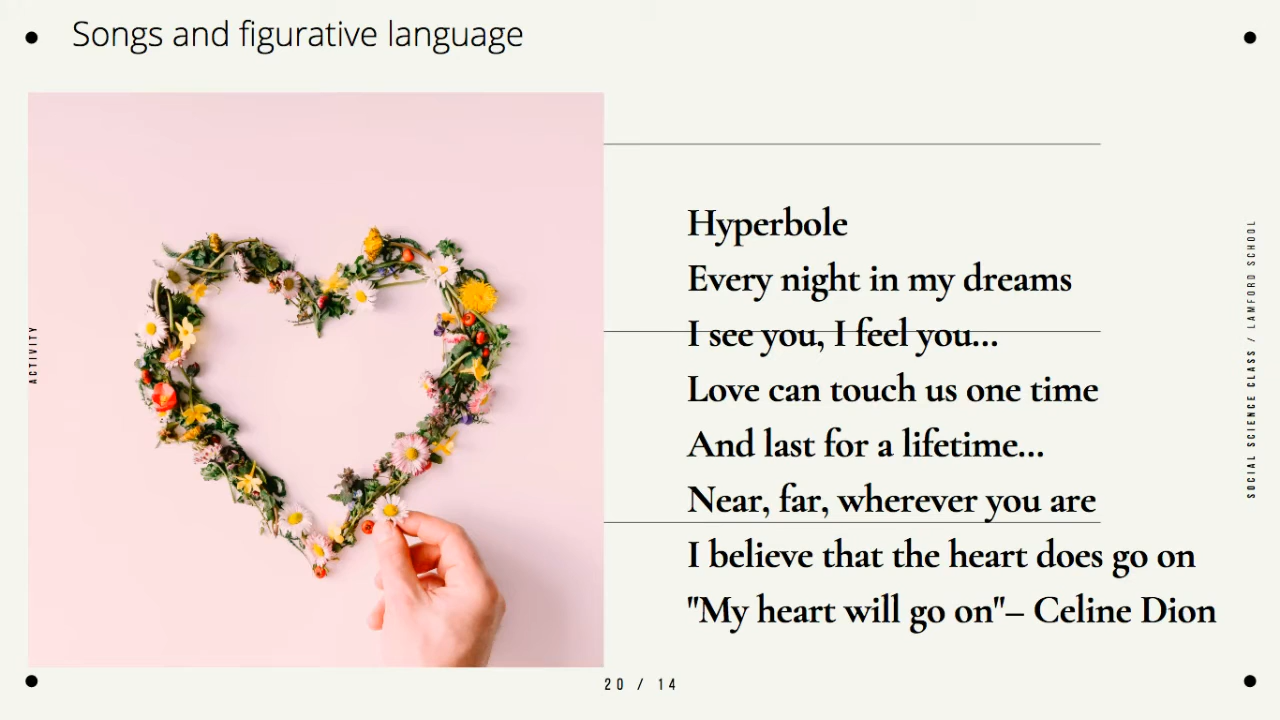 Songs and figurative language
ACTIVITY
Hyperbole
Every night in my dreams
I see you, I feel you...
Love can touch us one time
And last for a lifetime...
Near, far, wherever you are
I believe that the heart does go on
"My heart will go on"– Celine Dion
SOCIAL SCIENCE CLASS / LAMFORD SCHOOL
20 / 14